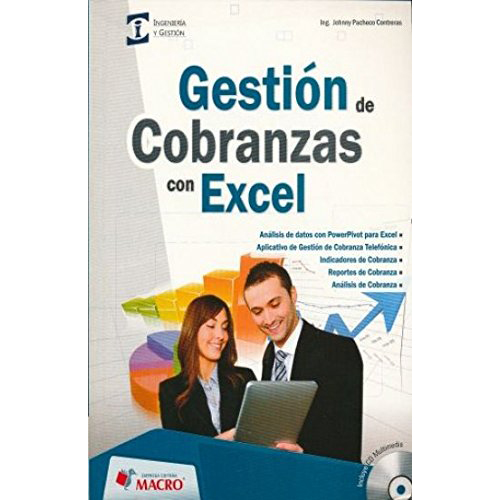 INGENIERÍA
Y GESTIÓN
Ing. Johnny Pacheco Contreras
Gestión de
Cobranzas
con Excel
Análisis de datos con PowerPivot para Excel
Aplicativo de Gestión de Cobranza Telefónica
Indicadores de Cobranza
Reportes de Cobranza
Análisis de Cobranza
Incluye CD Multimedia
EMPRESA EDITORA
MACRO